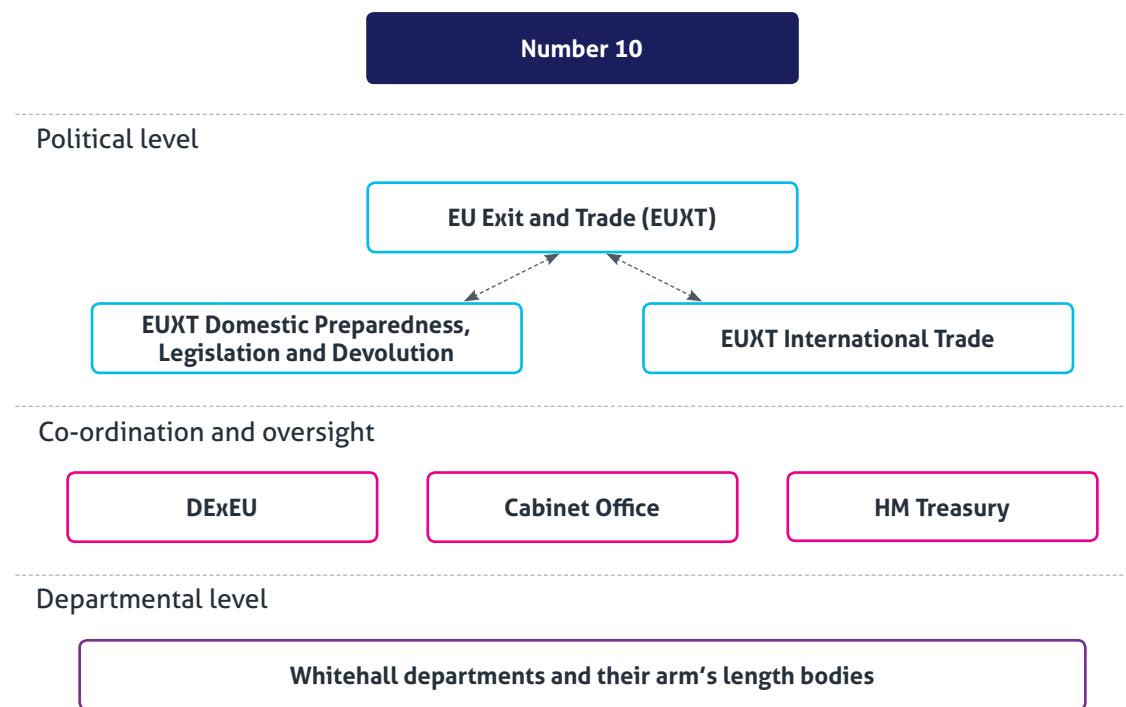 Number 10
Political level
EU Exit and Trade (EUXT)
EUXT Domestic Preparedness,
Legislation and Devolution
EUXT International Trade
Co-ordination and oversight
DExEU
Cabinet Office
HM Treasury
Departmental level
Whitehall departments and their arm’s length bodies